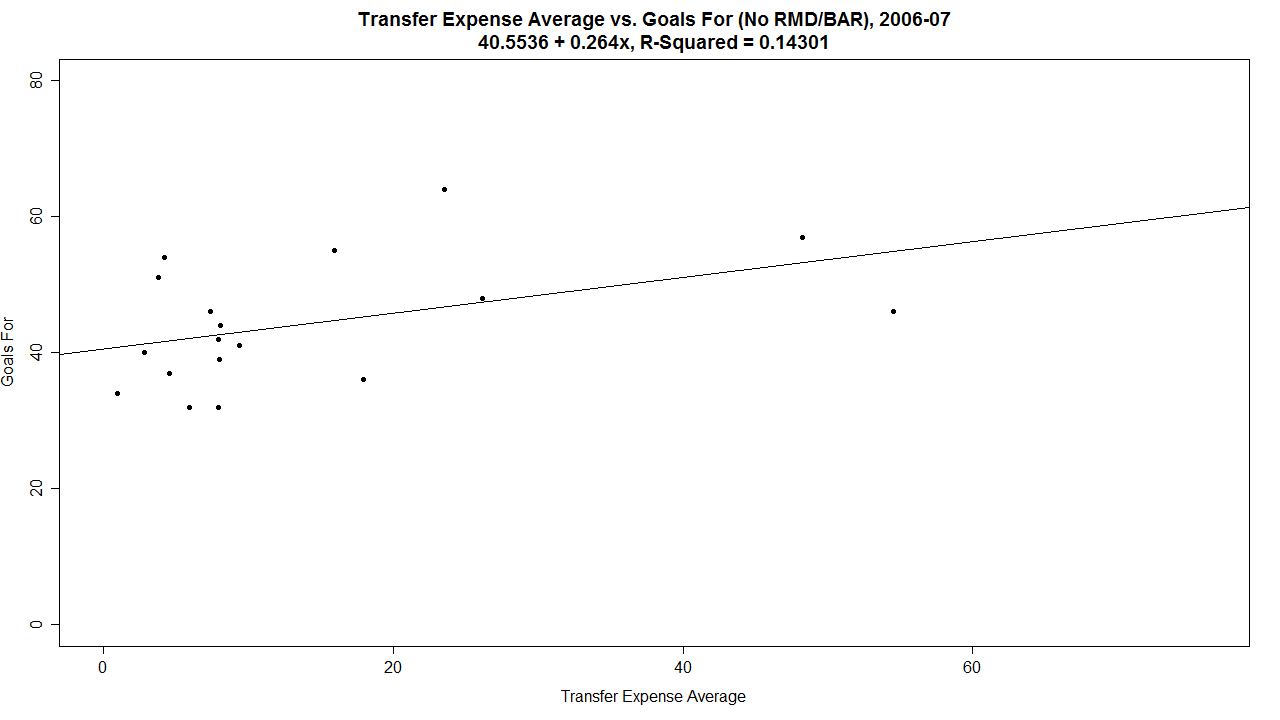 Transfer Expense Average vs. Goals For (No RMD/BAR), 2006-07
40.5536 + 0.264x, R-Squared = 0.14301
80
60
40
20
0
Goals For
0 20 40 60
Transfer Expense Average